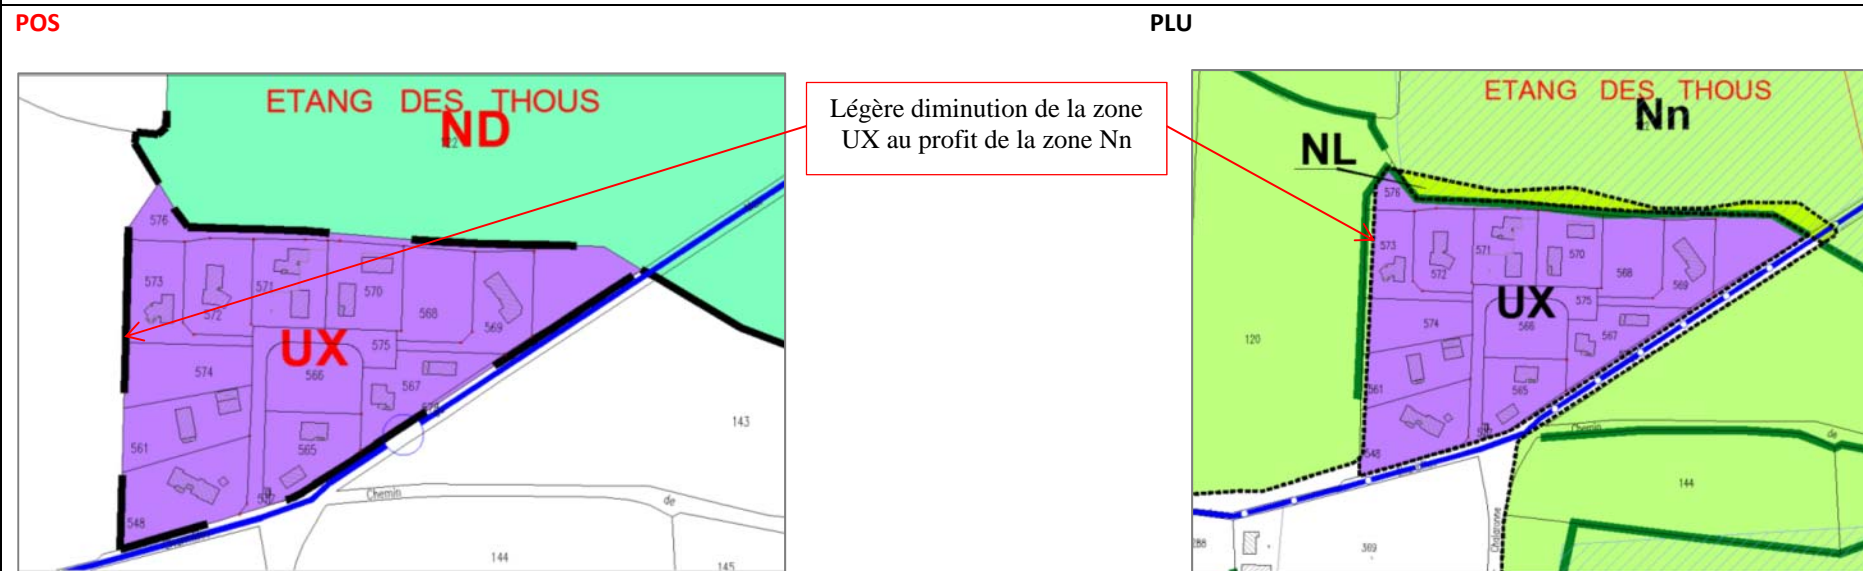 POS
PLU
ETANG DES THOUS
ND
122
576
573
572
571
570
568
569
UX
575
574
566
567
561
565
548
143
Chemin
de
144
145
Légère diminution de la zone
UX au profit de la zone Nn
ETANG DES THOUS
Nn
NL
576
573
572
571
570
568
569
UX
575
566
574
567
120
561
565
548
Chemin
de
144
Chalaronne
369